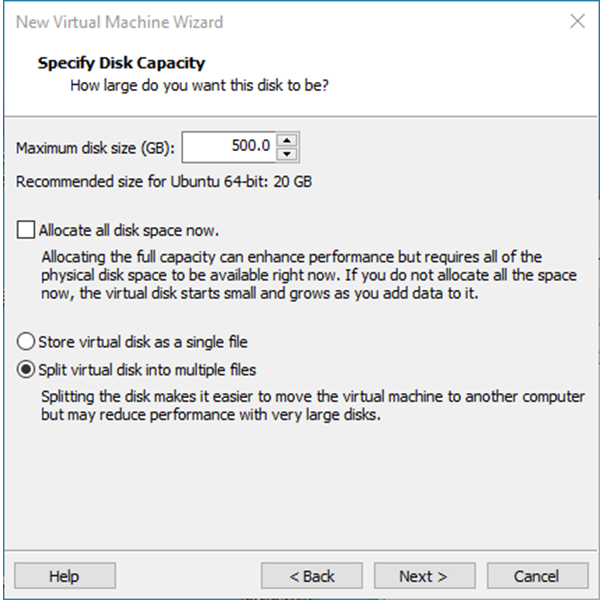 New Virtual Machine Wizard
Specify Disk Capacity
How large do you want this disk to be?
Maximum disk size (GB): 500.0
Recommended size for Ubuntu 64-bit: 20 GB
Allocate all disk space now.
Allocating the full capacity can enhance performance but requires all of the
physical disk space to be available right now. If you do not allocate all the space
now, the virtual disk starts small and grows as you add data to it.
Store virtual disk as a single file
Split virtual disk into multiple files
Splitting the disk makes it easier to move the virtual machine to another computer
but may reduce performance with very large disks.
Help < Back Next > Cancel